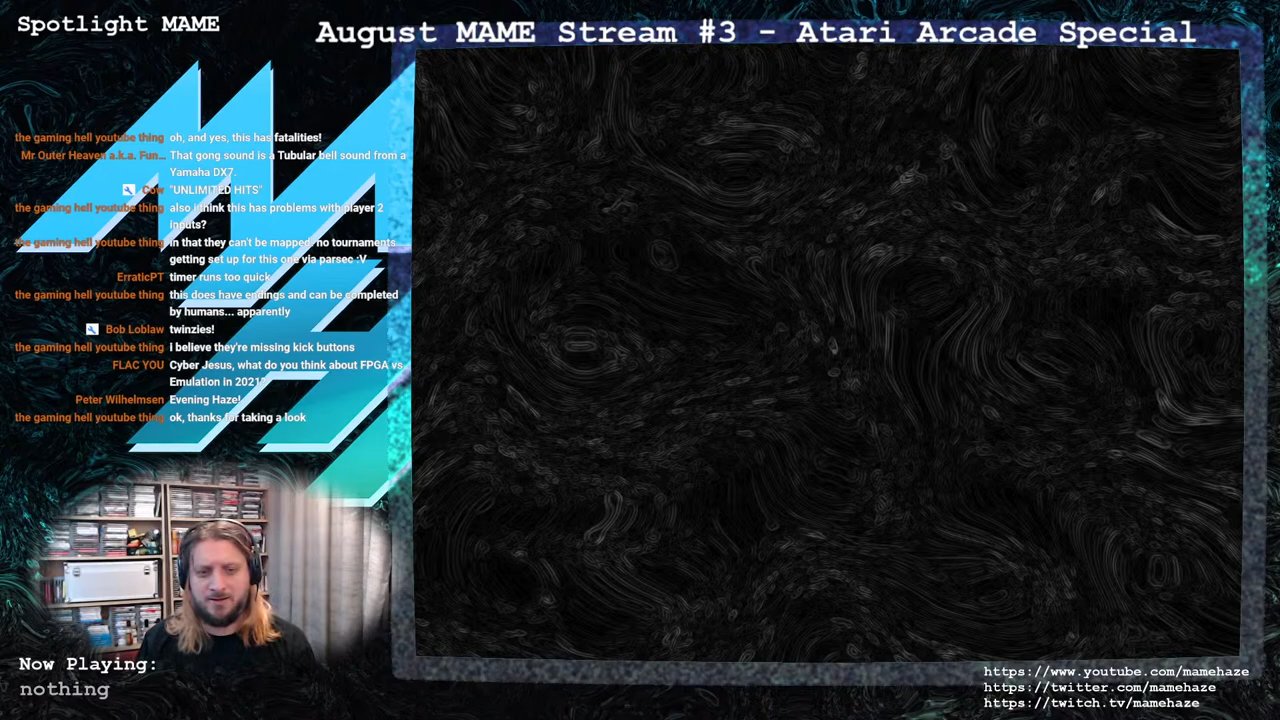 Spotlight MAME
August MAME Stream #3 - Atari Arcade Special
the gaming hell youtube thing oh, and yes, this has fatalities!
Mr Outer Heaven a.k.a. Fun... That gong sound is a Tubular bell sound from a
Yamaha DX7.
Cow "UNLIMITED HITS"
the gaming hell youtube thing also i think this has problems with player 2
inputs?
the gaming hell youtube thing in that they can't be mapped, no tournaments
getting set up for this one via parsec :V
ErraticPT timer runs too quick
the gaming hell youtube thing this does have endings and can be completed
by humans... apparently
Bob Loblaw twinzies!
the gaming hell youtube thing i believe they're missing kick buttons
FLAC YOU Cyber Jesus, what do you think about FPGA vs
Emulation in 2021?
Peter Wilhelmsen Evening Haze!
the gaming hell youtube thing ok, thanks for taking a look
Now Playing:
nothing
https://www.youtube.com/mamehaze
https://twitter.com/mamehaze
https://twitch.tv/mamehaze